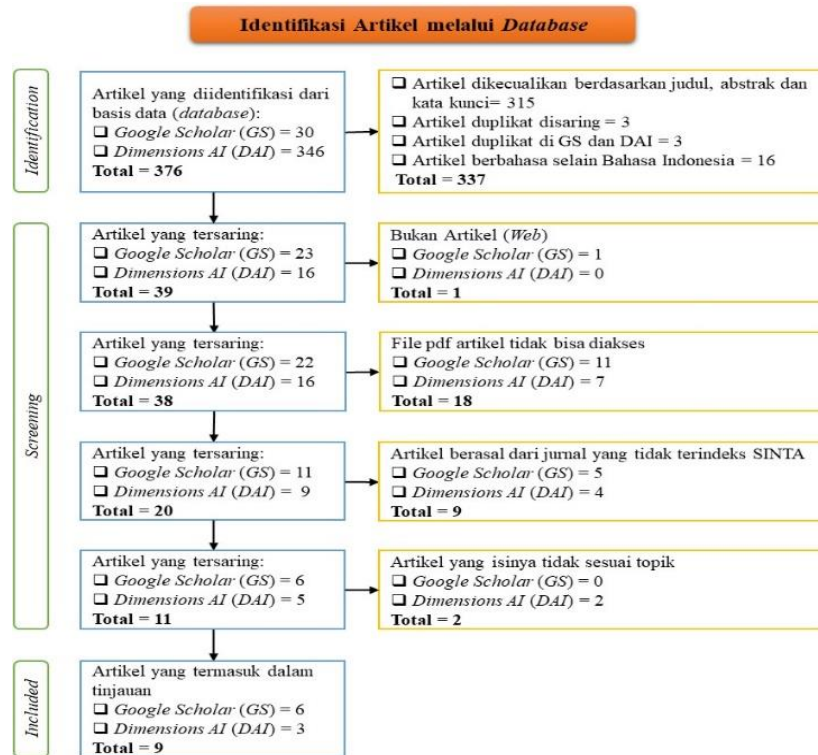 Identifikasi Artikel melalui Database
Identification
Artikel yang diidentifikasi dari
basis data (database):
❑ Google Scholar (GS) = 30
❑ Dimensions AI (DAI) = 346
Total = 376
❑ Artikel dikecualikan berdasarkan judul, abstrak dan
kata kunci= 315
❑ Artikel duplikat disaring = 3
❑ Artikel duplikat di GS dan DAI = 3
❑ Artikel berbahasa selain Bahasa Indonesia = 16
Total = 337
Screening
Artikel yang tersaring:
❑ Google Scholar (GS) = 23
❑ Dimensions AI (DAI) = 16
Total = 39
Bukan Artikel (Web)
❑ Google Scholar (GS) = 1
❑ Dimensions AI (DAI) = 0
Total = 1
Artikel yang tersaring:
❑ Google Scholar (GS) = 22
❑ Dimensions AI (DAI) = 16
Total = 38
File pdf artikel tidak bisa diakses
❑ Google Scholar (GS) = 11
❑ Dimensions AI (DAI) = 7
Total = 18
Artikel yang tersaring:
❑ Google Scholar (GS) = 11
❑ Dimensions AI (DAI) = 9
Total = 20
Artikel berasal dari jurnal yang tidak terindeks SINTA
❑ Google Scholar (GS) = 5
❑ Dimensions AI (DAI) = 4
Total = 9
Artikel yang tersaring:
❑ Google Scholar (GS) = 6
❑ Dimensions AI (DAI) = 5
Total = 11
Artikel yang isinya tidak sesuai topik
❑ Google Scholar (GS) = 0
❑ Dimensions AI (DAI) = 2
Total = 2
Included
Artikel yang termasuk dalam
tinjauan
❑ Google Scholar (GS) = 6
❑ Dimensions AI (DAI) = 3
Total = 9